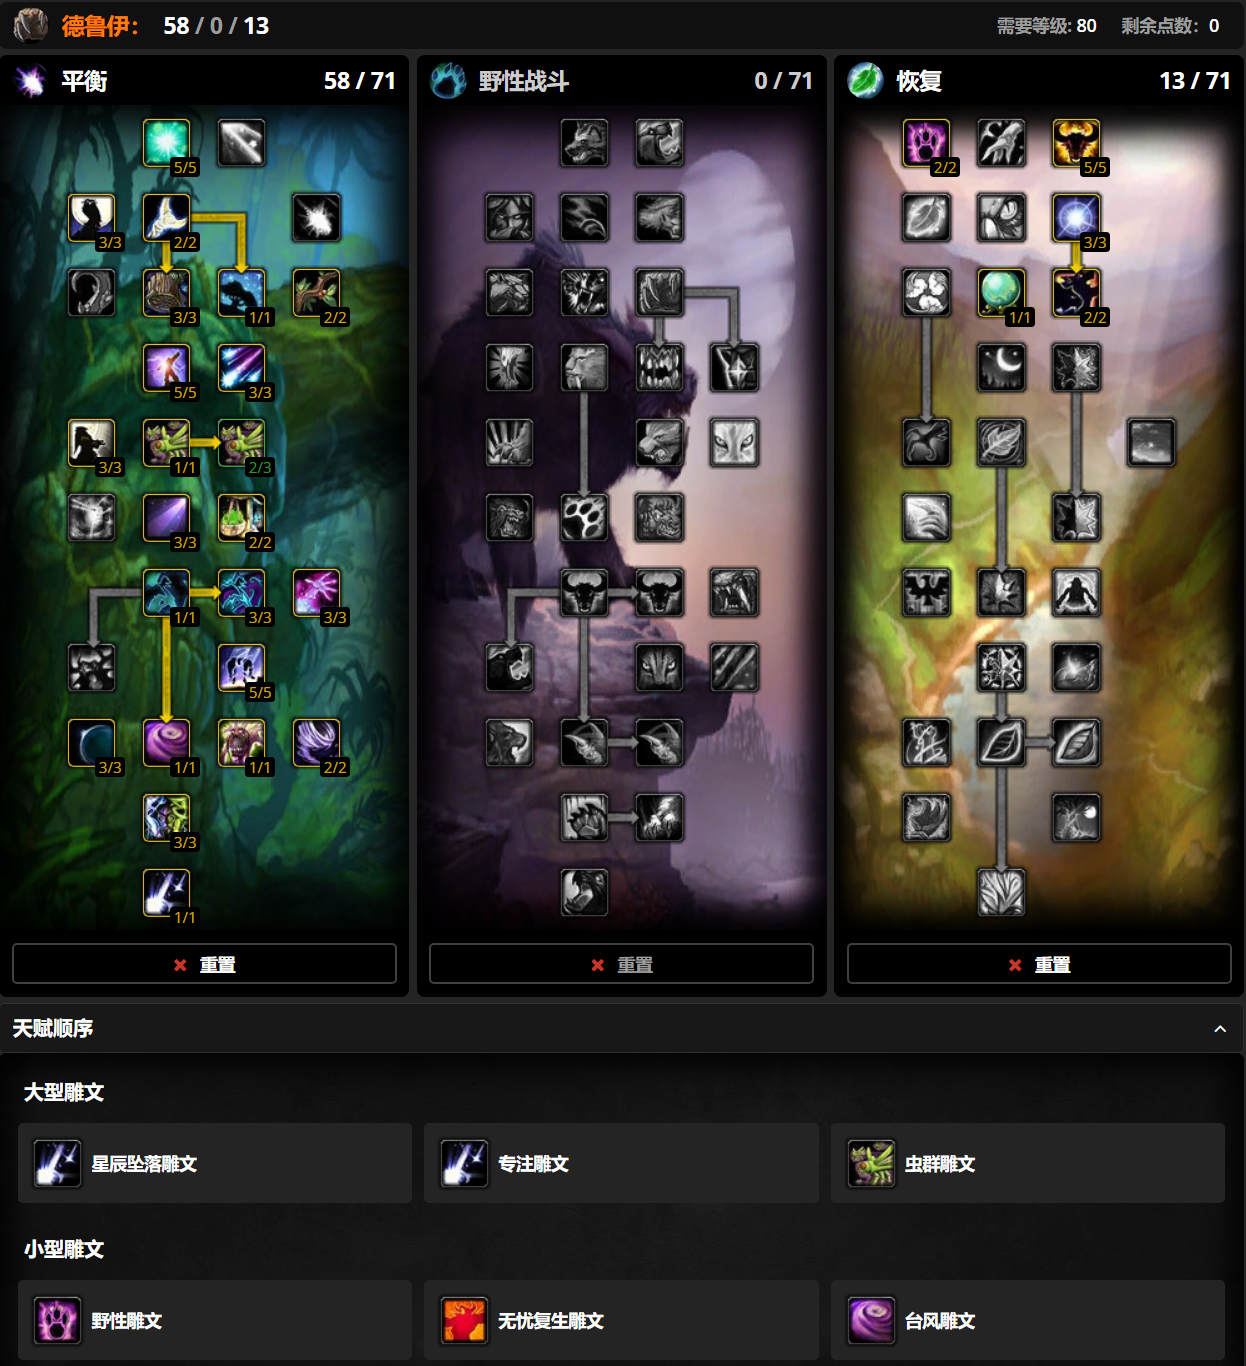 德鲁伊： 58 / 0 / 13 需要等级: 80 剩余点数： 0
平衡 58 / 71
野性战斗 0 / 71
恢复 13 / 71
5/5
2/2 5/5
3/3 2/2
3/3
3/3 1/1 2/2
1/1 2/2
5/5 3/3
3/3 1/1 2/3
3/3 2/2
1/1 3/3 3/3
5/5
3/3 1/1 1/1 2/2
3/3
1/1
重置
重置
重置
天赋顺序
大型雕文
星辰坠落雕文
专注雕文
虫群雕文
小型雕文
野性雕文
无忧复生雕文
台风雕文